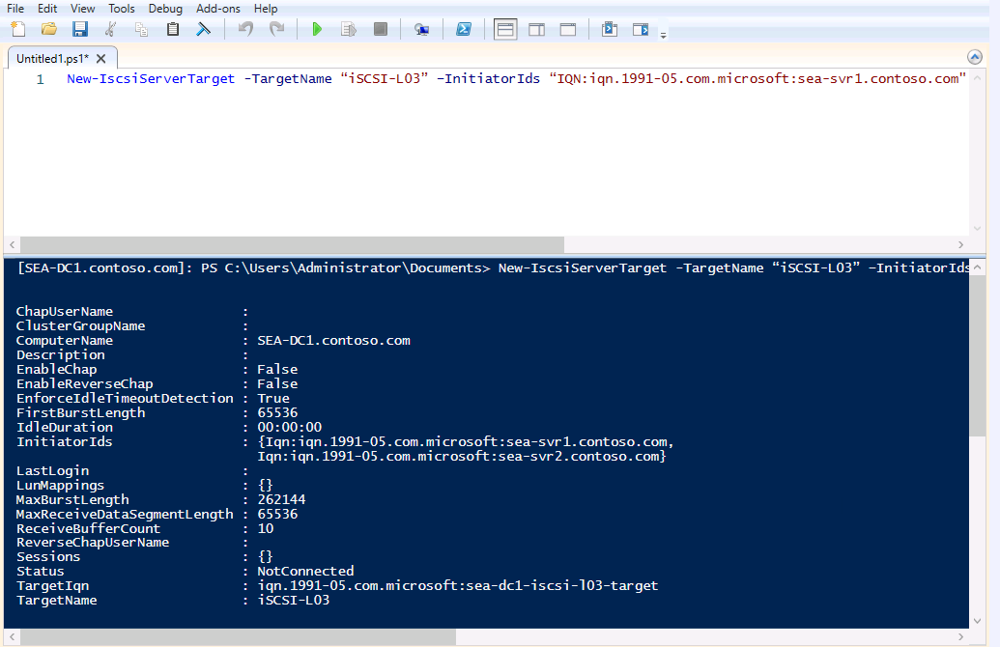 File Edit View Tools Debug Add-ons Help
Untitled1.ps1*
1 New-IscsiServerTarget -TargetName “iSCSI-L03” -InitiatorIds “IQN:iqn.1991-05.com.microsoft:sea-svr1.contoso.com"
[SEA-DC1.contoso.com]: PS C:\Users\Administrator\Documents> New-IscsiServerTarget -TargetName “iSCSI-L03” -InitiatorIds
ChapUserName :
ClusterGroupName :
ComputerName : SEA-DC1.contoso.com
Description :
EnableChap : False
EnableReverseChap : False
EnforceIdleTimeoutDetection : True
FirstBurstLength : 65536
IdleDuration : 00:00:00
InitiatorIds : {Iqn:iqn.1991-05.com.microsoft:sea-svr1.contoso.com,
Iqn:iqn.1991-05.com.microsoft:sea-svr2.contoso.com}
LastLogin :
LunMappings : {}
MaxBurstLength : 262144
MaxReceiveDataSegmentLength : 65536
ReceiveBufferCount : 10
ReverseChapUserName :
Sessions : {}
Status : NotConnected
TargetIqn : iqn.1991-05.com.microsoft:sea-dc1-iscsi-l03-target
TargetName : iSCSI-L03